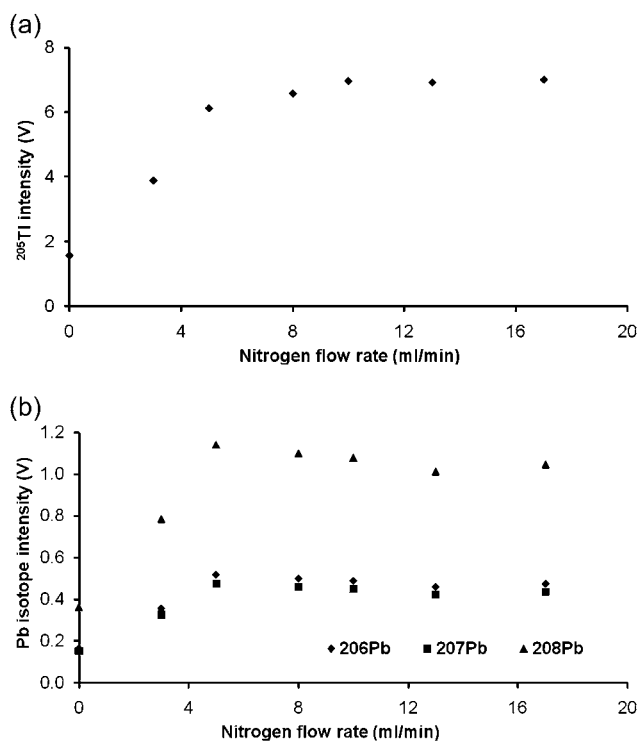 (a)
8
6
4
2
0
²⁰⁵Tl intensity (V)
0 4 8 12 16 20
Nitrogen flow rate (ml/min)
(b)
1.2
1.0
0.8
0.6
0.4
0.2
0.0
Pb isotope intensity (V)
206Pb 207Pb 208Pb
0 4 8 12 16 20
Nitrogen flow rate (ml/min)